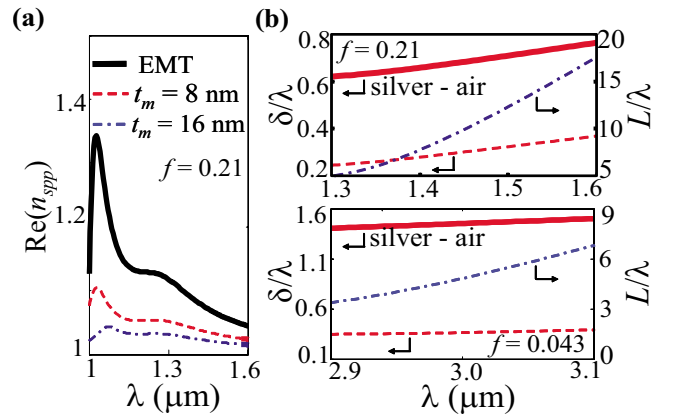 (a)
EMT
t_m = 8 nm
t_m = 16 nm
f = 0.21
Re(n_spp)
1.4
1.2
1
1 1.3 1.6
λ (μm)
(b)
f = 0.21
silver - air
δ/λ
0.8
0.6
0.4
0.2
L/λ
20
15
10
5
1.3 1.4 1.5 1.6
silver - air
f = 0.043
δ/λ
1.6
1.1
0.6
0.1
L/λ
9
6
3
0
2.9 3.0 3.1
λ (μm)